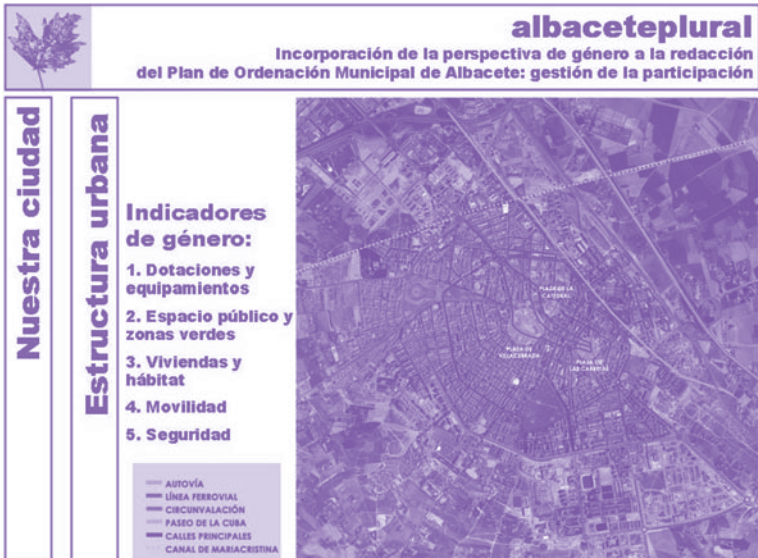 albaceteplural
Incorporación de la perspectiva de género a la redacción
del Plan de Ordenación Municipal de Albacete: gestión de la participación
Nuestra ciudad
Estructura urbana
Indicadores
de género:
1. Dotaciones y
equipamientos
2. Espacio público y
zonas verdes
3. Viviendas y
hábitat
4. Movilidad
5. Seguridad
AUTOVÍA
LÍNEA FERROVIAL
CIRCUNVALACIÓN
PASEO DE LA CUBA
CALLES PRINCIPALES
CANAL DE MARIACRISTINA
PLAZA DE LA
CATEDRAL
PLAZA DE
PLAZA DE